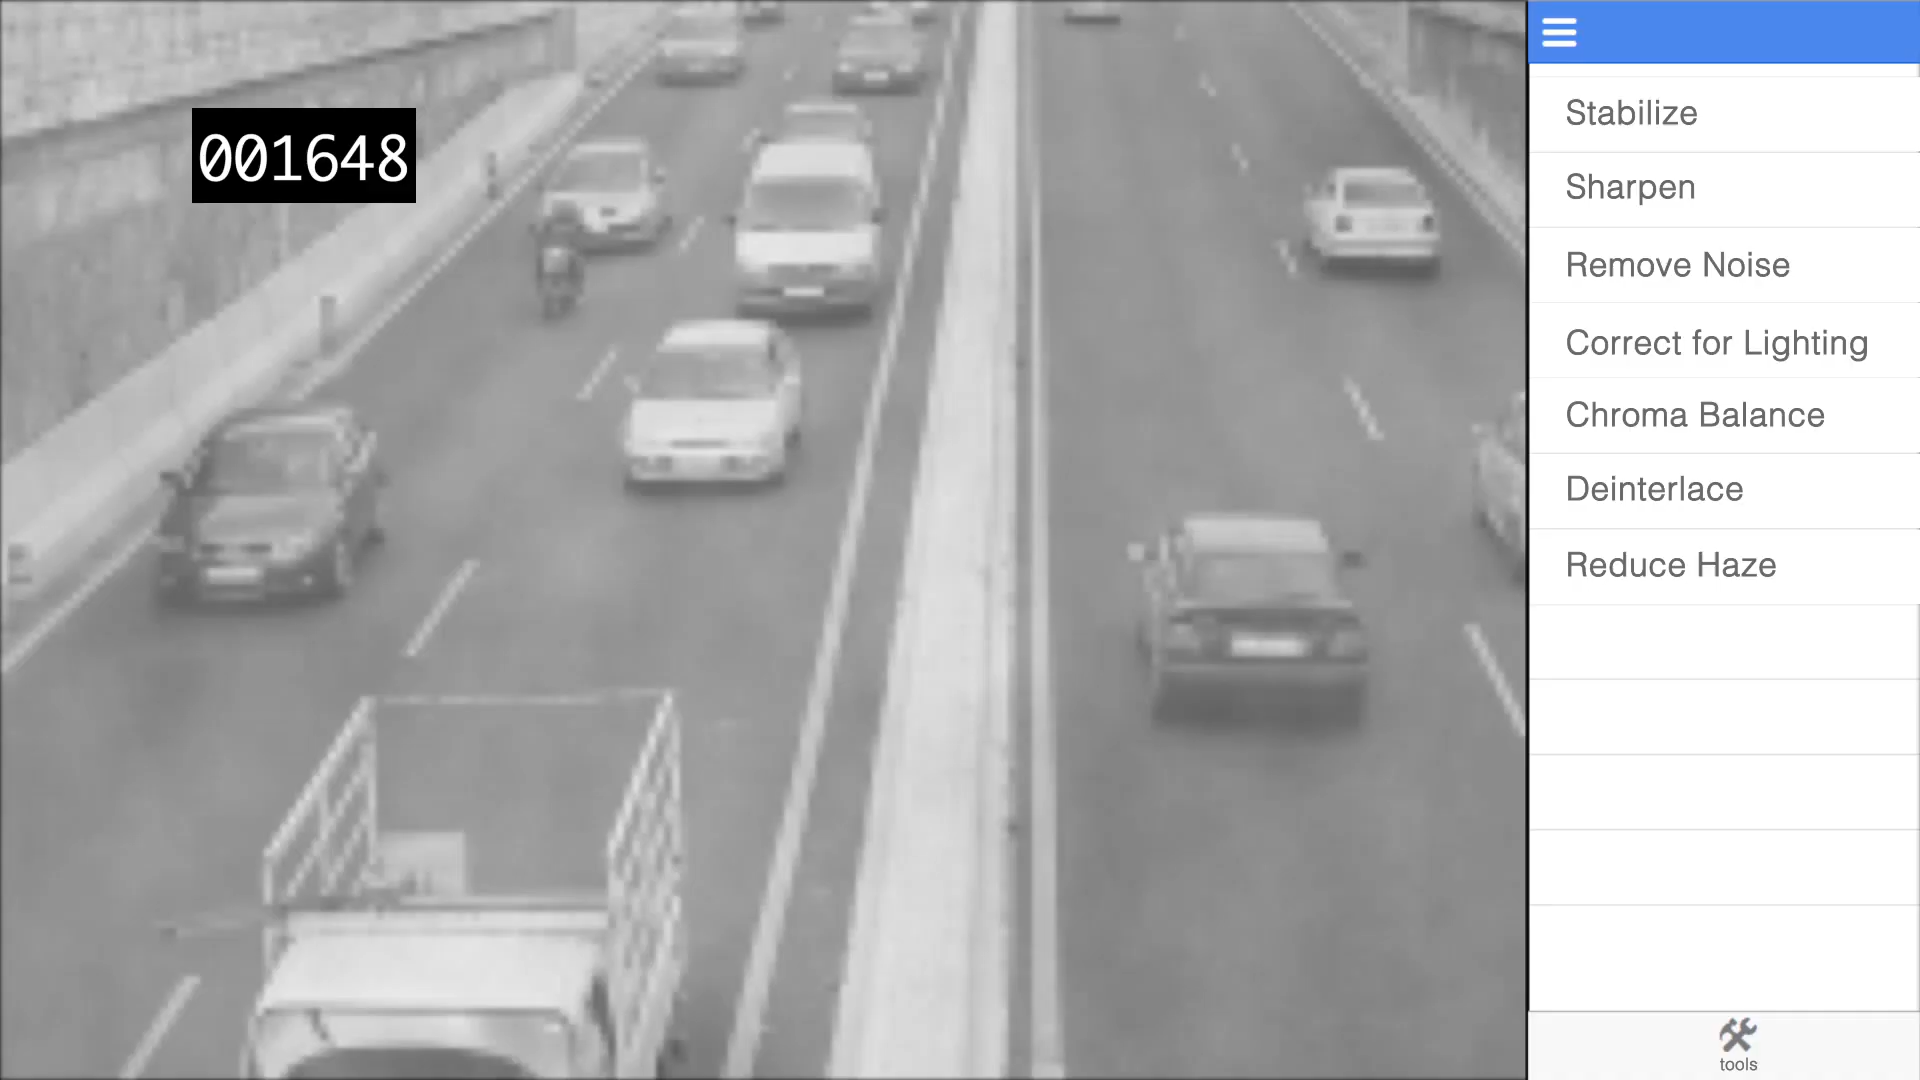 001648
Stabilize
Sharpen
Remove Noise
Correct for Lighting
Chroma Balance
Deinterlace
Reduce Haze
tools